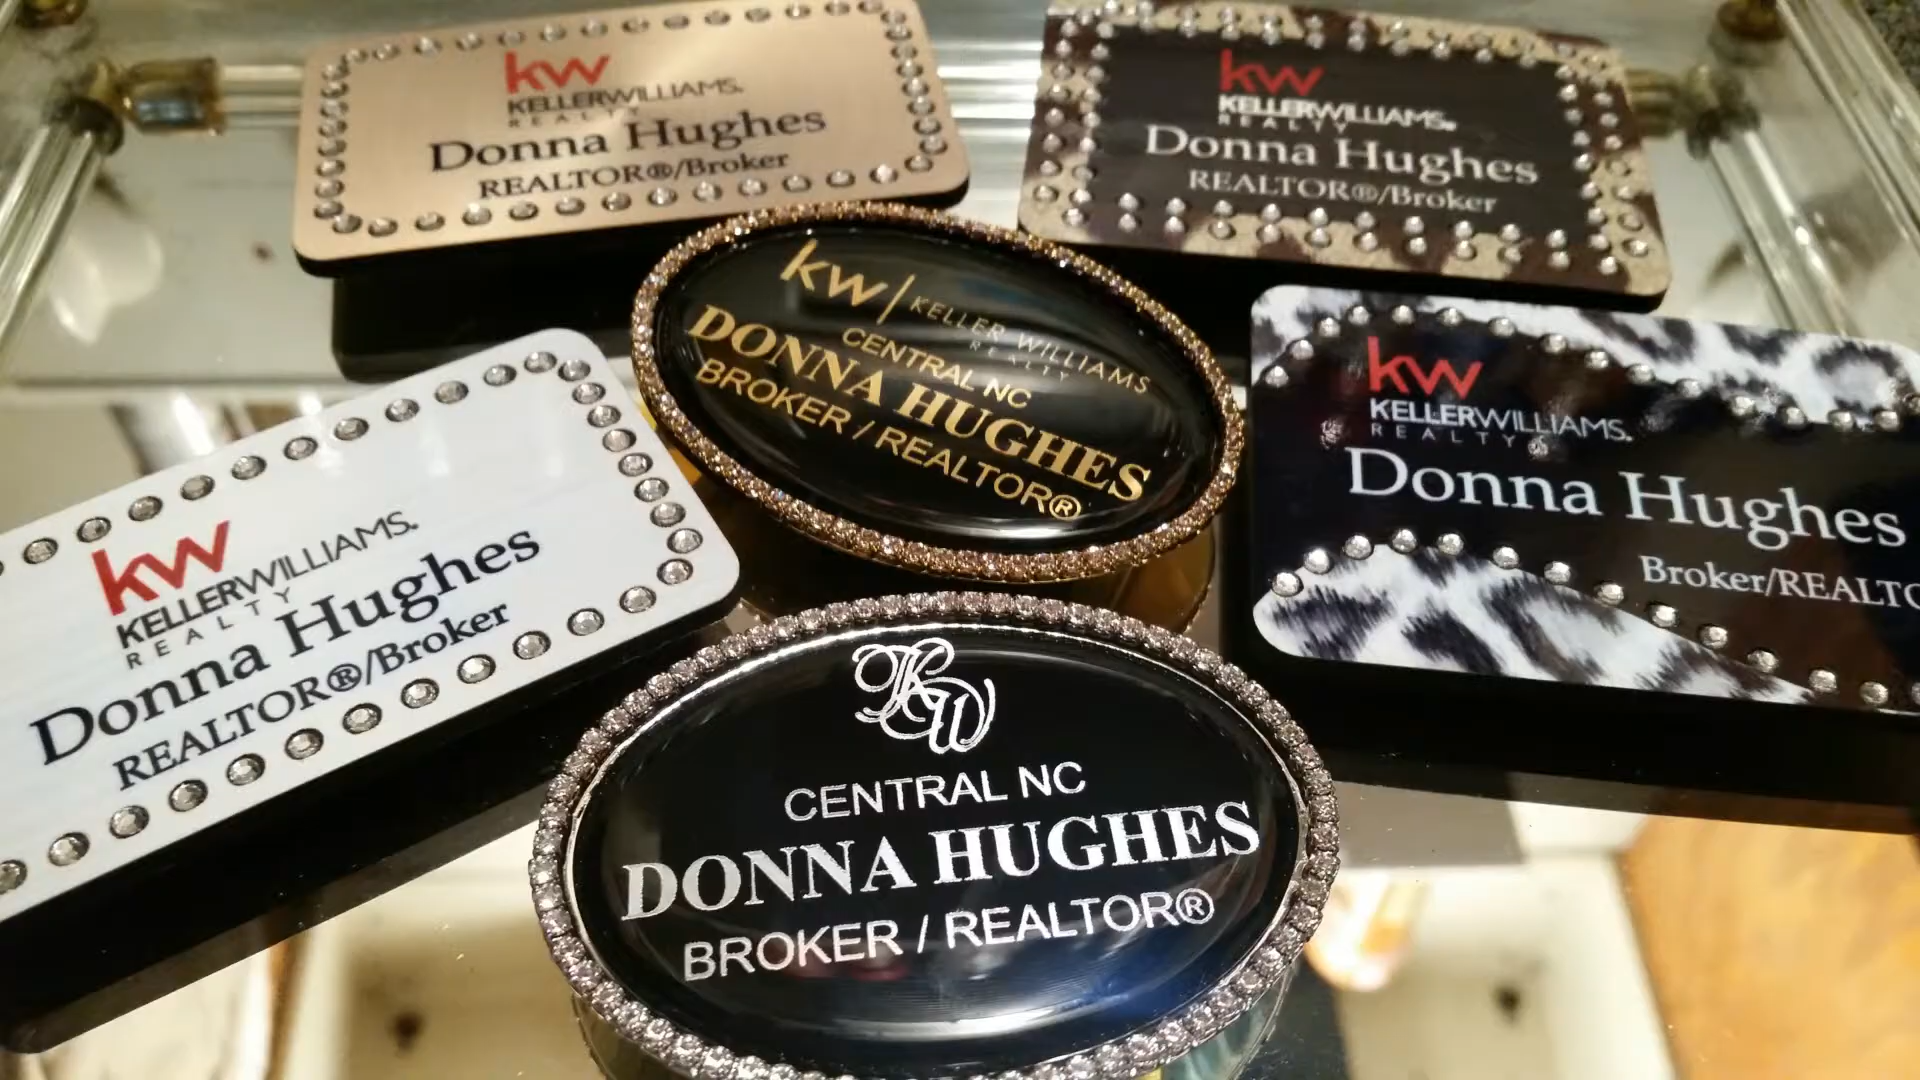 kw
KELLERWILLIAMS.
REALTY
Donna Hughes
REALTOR®/Broker
kw
KELLERWILLIAMS.
REALTY
Donna Hughes
REALTOR®/Broker
kw | KELLER WILLIAMS
REALTY
CENTRAL NC
DONNA HUGHES
BROKER / REALTOR®
kw
KELLERWILLIAMS.
REALTY
Donna Hughes
Broker/REALTO
kw
KELLERWILLIAMS.
REALTY
Donna Hughes
REALTOR®/Broker
KW
CENTRAL NC
DONNA HUGHES
BROKER / REALTOR®